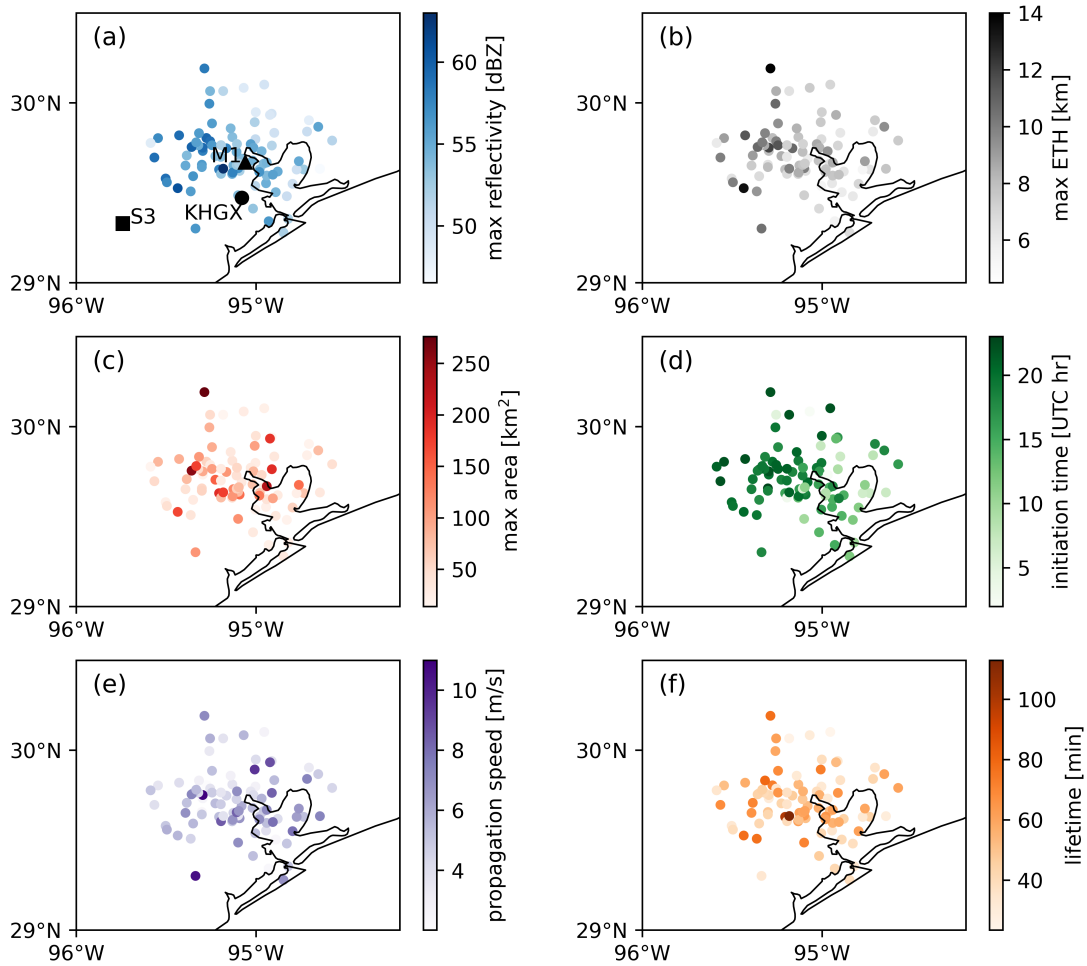 (a)
M1
KHGX
S3
30°N
29°N
96°W
95°W
60
55
50
max reflectivity [dBZ]
(b)
30°N
29°N
96°W
95°W
14
12
10
8
6
max ETH [km]
(c)
30°N
29°N
96°W
95°W
250
200
150
100
50
max area [km²]
(d)
30°N
29°N
96°W
95°W
20
15
10
5
initiation time [UTC hr]
(e)
30°N
29°N
96°W
95°W
10
8
6
4
propagation speed [m/s]
(f)
30°N
29°N
96°W
95°W
100
80
60
40
lifetime [min]